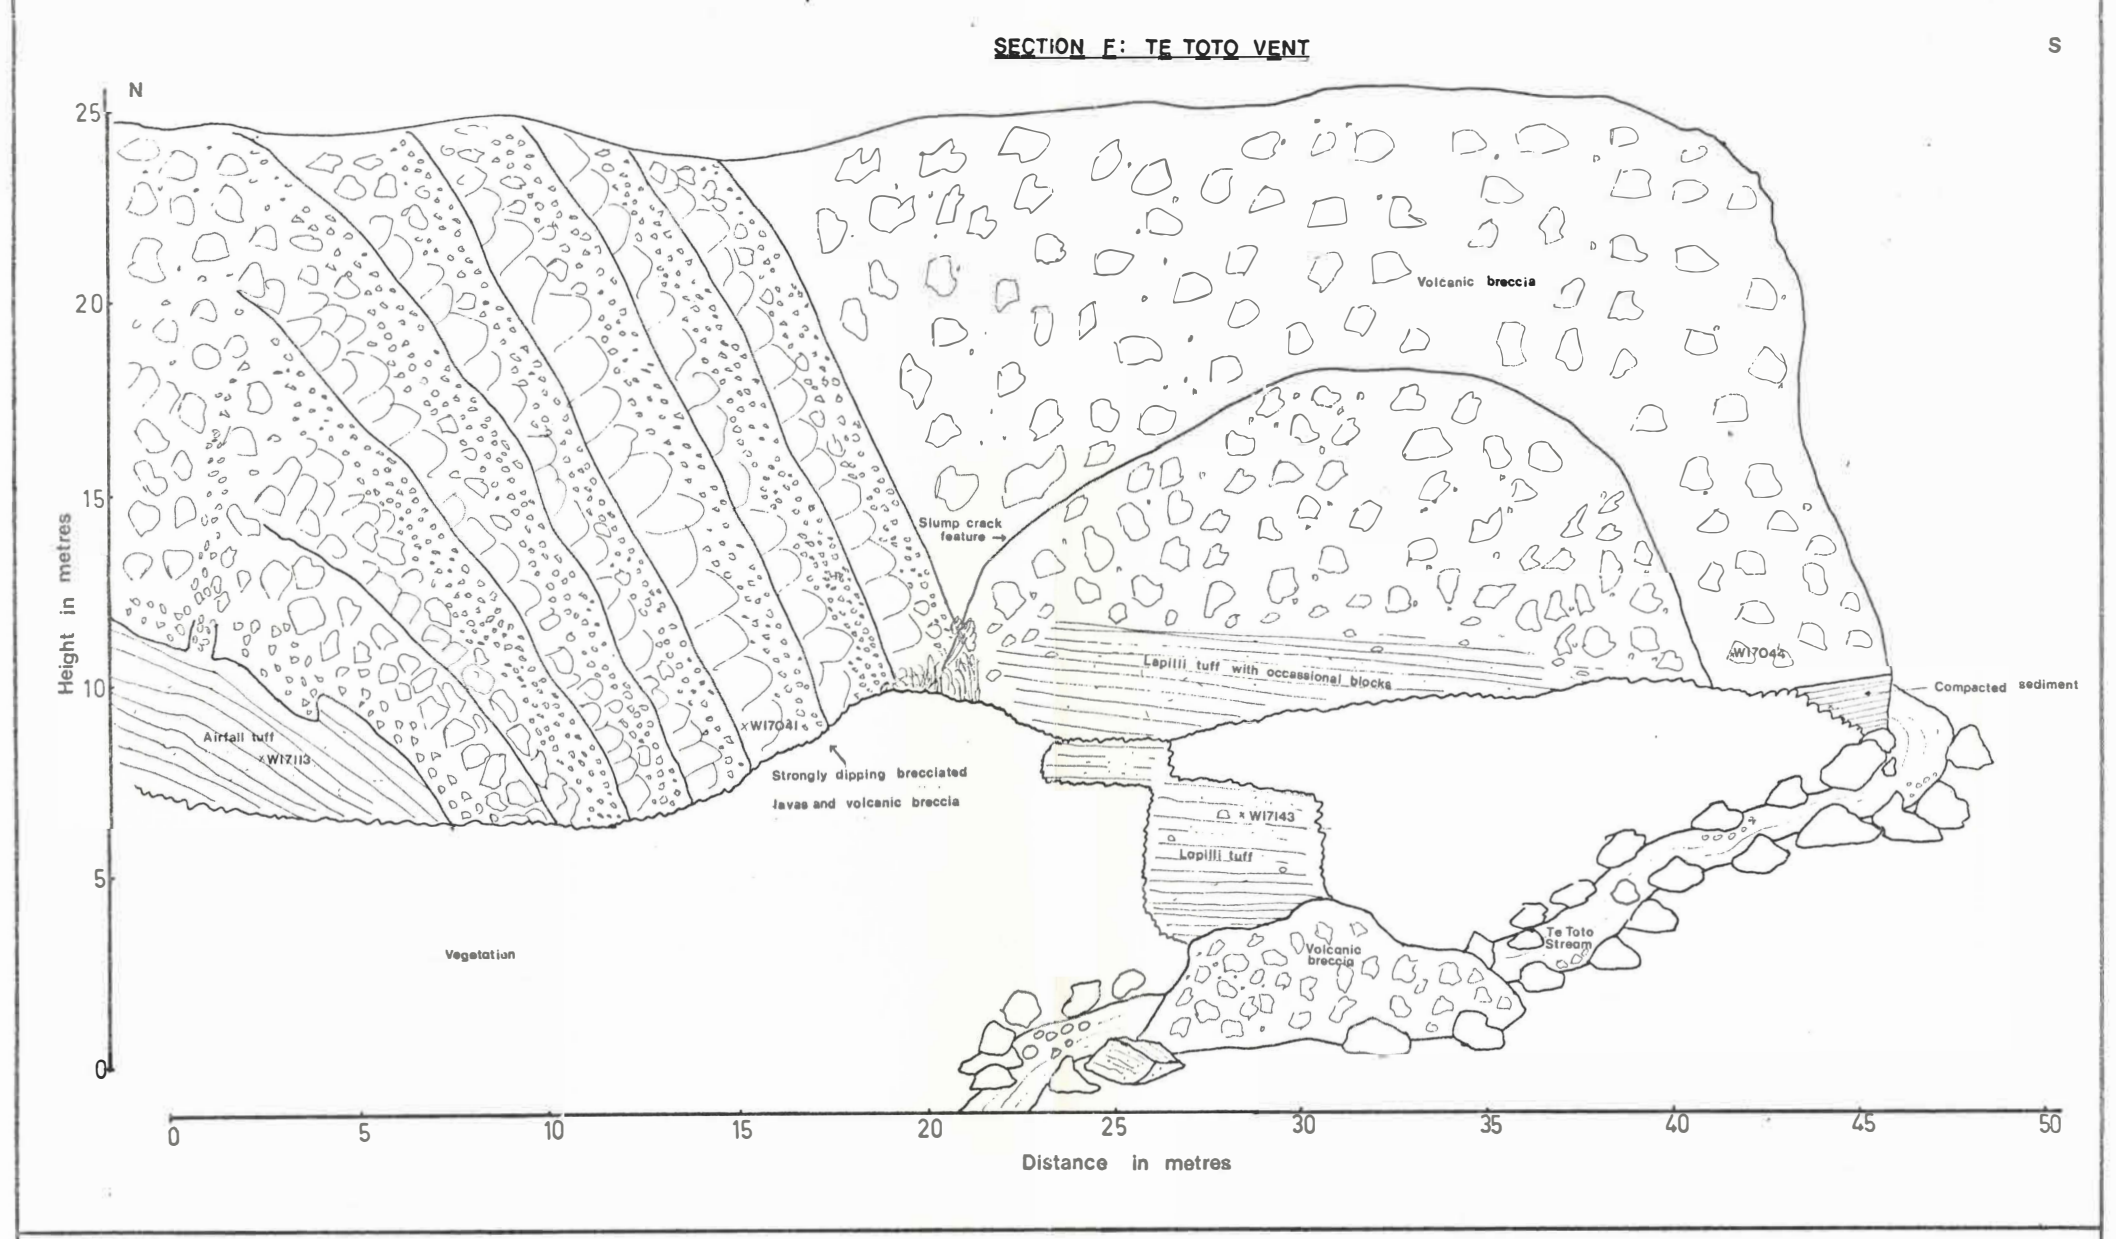 SECTION F: TE TOTO VENT
N
S
25
20
15
10
5
0
Height in metres
Volcanic breccia
Slump crack
feature →
Lapilli tuff with occassional blocks
W17044
Compacted sediment
Airfall tuff
×W17113
×W17041
Strongly dipping brecciated
lavas and volcanic breccia
×W17143
Lapilli tuff
Te Toto
Stream
Volcanic
breccia
Vegetation
0 5 10 15 20 25 30 35 40 45 50
Distance in metres